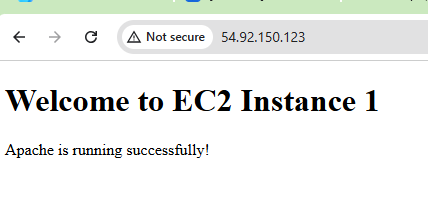 Not secure 54.92.150.123
Welcome to EC2 Instance 1
Apache is running successfully!